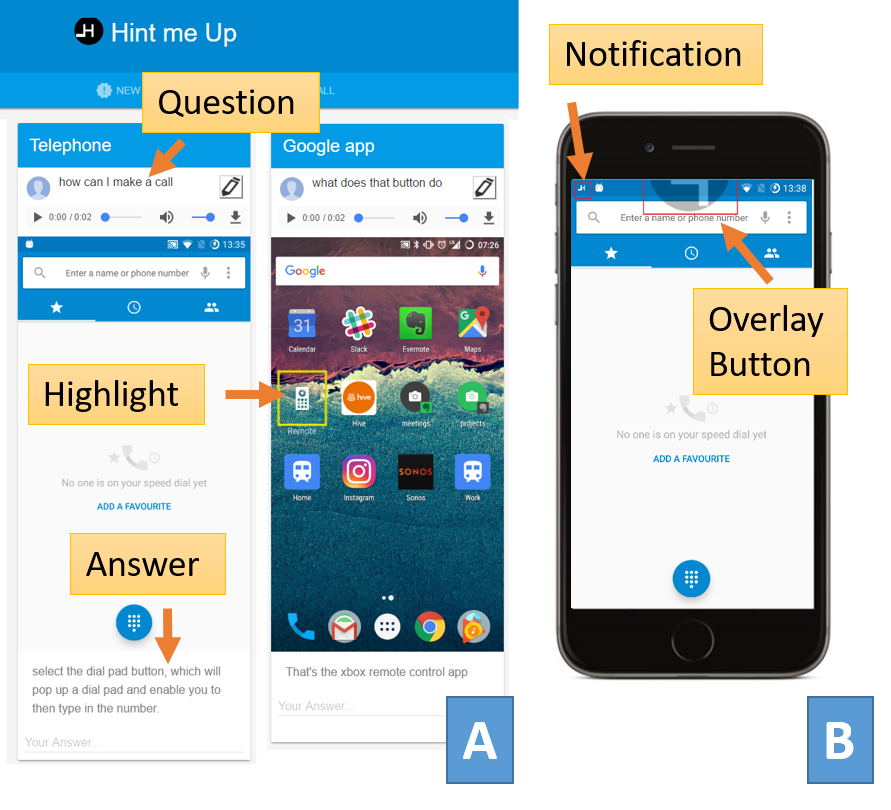 Hint me Up
NEW
ALL
Question
Telephone
how can I make a call
0:00 / 0:02
13:35
Enter a name or phone number
Highlight
No one is on your speed dial yet
ADD A FAVOURITE
Answer
select the dial pad button, which will
pop up a dial pad and enable you to
then type in the number.
Your Answer...
Google app
what does that button do
0:00 / 0:02
07:26
Google
31
Calendar
Slack
Evernote
Maps
Remote
hive
Hive
meetings
projects
SONOS
Home
Instagram
Sonos
Work
That's the xbox remote control app
Your Answer...
A
Notification
13:38
Enter a name or phone number
Overlay
Button
No one is on your speed dial yet
ADD A FAVOURITE
B